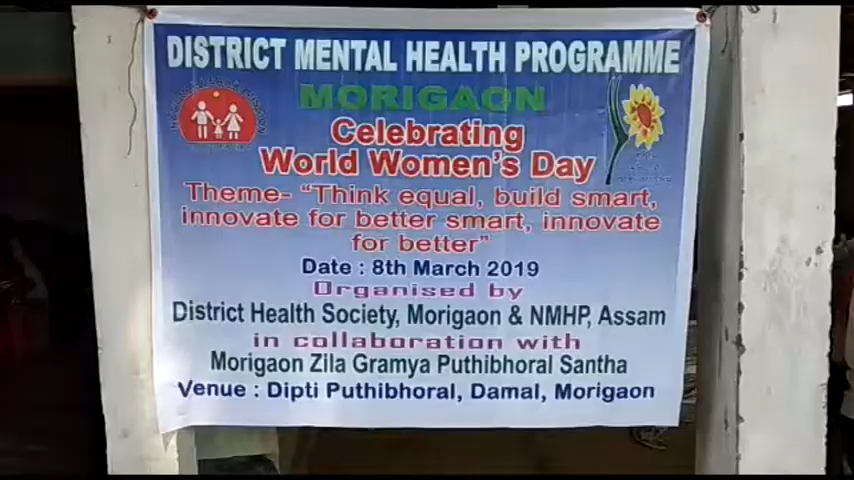 DISTRICT MENTAL HEALTH PROGRAMME
MORIGAON
Celebrating
World Women's Day
Theme- "Think equal, build smart,
innovate for better smart, innovate
for better"
Date : 8th March 2019
Organised by
District Health Society, Morigaon & NMHP, Assam
in collaboration with
Morigaon Zila Gramya Puthibhoral Santha
Venue : Dipti Puthibhoral, Damal, Morigaon